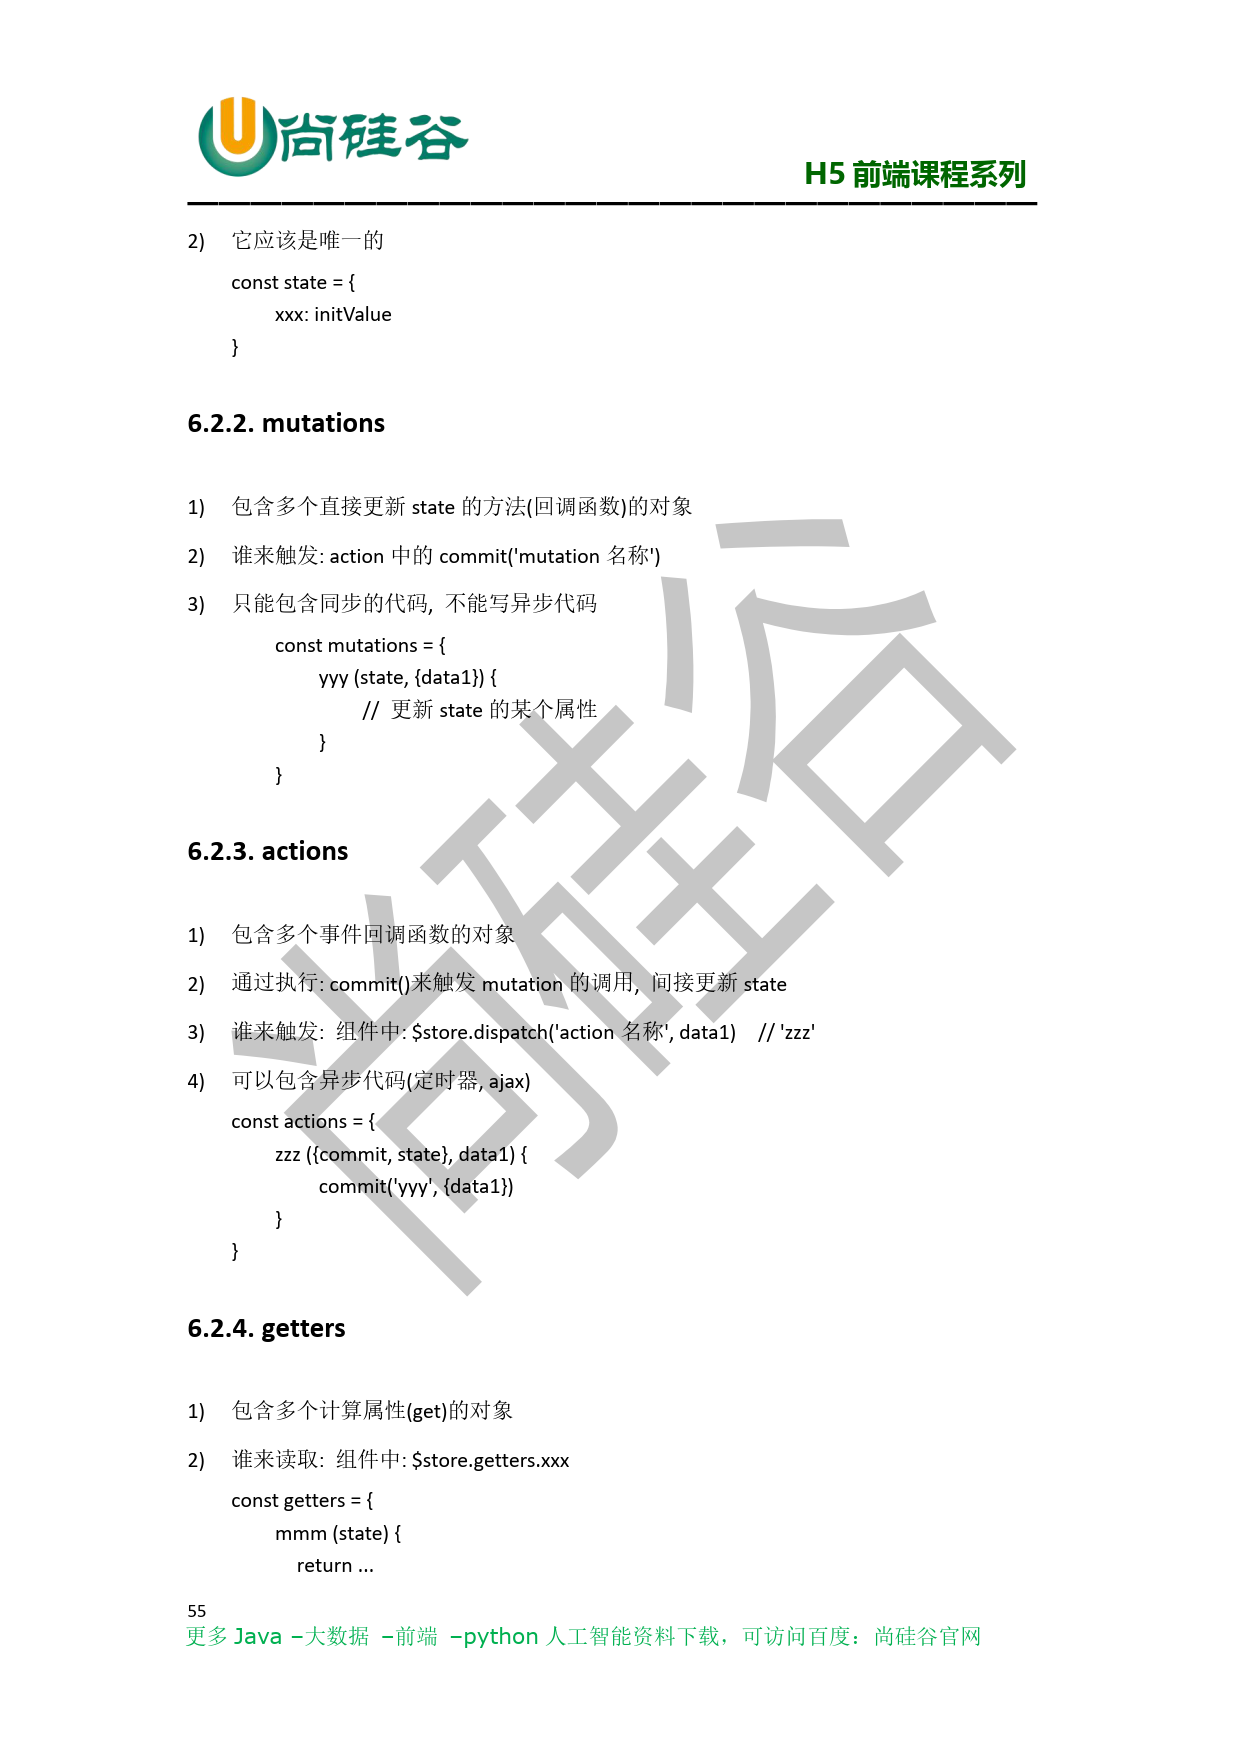 尚硅谷
H5 前端课程系列
2) 它应该是唯一的
const state = {
xxx: initValue
}
6.2.2. mutations
1) 包含多个直接更新 state 的方法(回调函数)的对象
2) 谁来触发: action 中的 commit('mutation 名称')
3) 只能包含同步的代码, 不能写异步代码
const mutations = {
yyy (state, {data1}) {
// 更新 state 的某个属性
}
}
6.2.3. actions
1) 包含多个事件回调函数的对象
2) 通过执行: commit()来触发 mutation 的调用, 间接更新 state
3) 谁来触发: 组件中: $store.dispatch('action 名称', data1) // 'zzz'
4) 可以包含异步代码(定时器, ajax)
const actions = {
zzz ({commit, state}, data1) {
commit('yyy', {data1})
}
}
6.2.4. getters
1) 包含多个计算属性(get)的对象
2) 谁来读取: 组件中: $store.getters.xxx
const getters = {
mmm (state) {
return ...
55
更多 Java –大数据 –前端 –python 人工智能资料下载，可访问百度：尚硅谷官网
尚硅谷